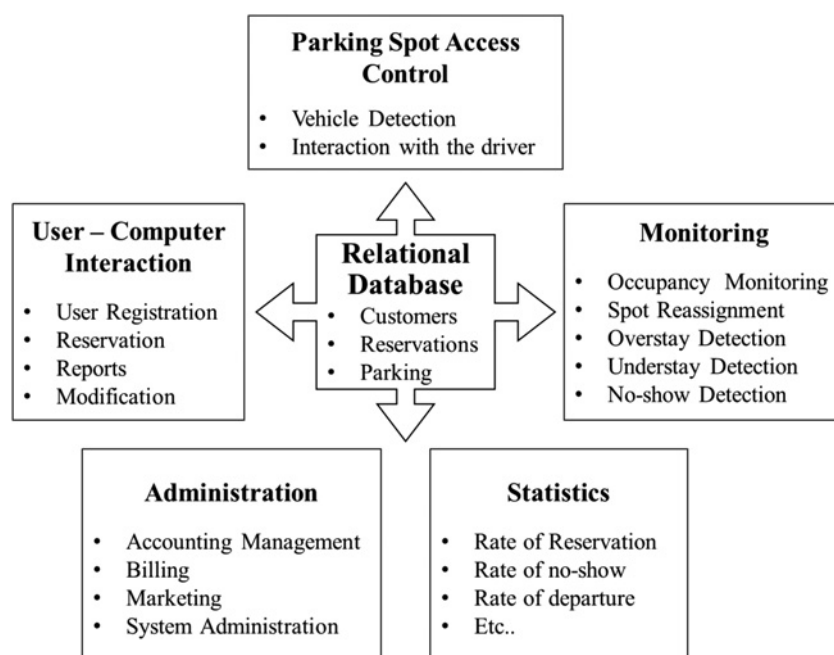 Parking Spot Access
Control
• Vehicle Detection
• Interaction with the driver
User – Computer
Interaction
• User Registration
• Reservation
• Reports
• Modification
Relational
Database
• Customers
• Reservations
• Parking
Monitoring
• Occupancy Monitoring
• Spot Reassignment
• Overstay Detection
• Understay Detection
• No-show Detection
Administration
• Accounting Management
• Billing
• Marketing
• System Administration
Statistics
• Rate of Reservation
• Rate of no-show
• Rate of departure
• Etc..